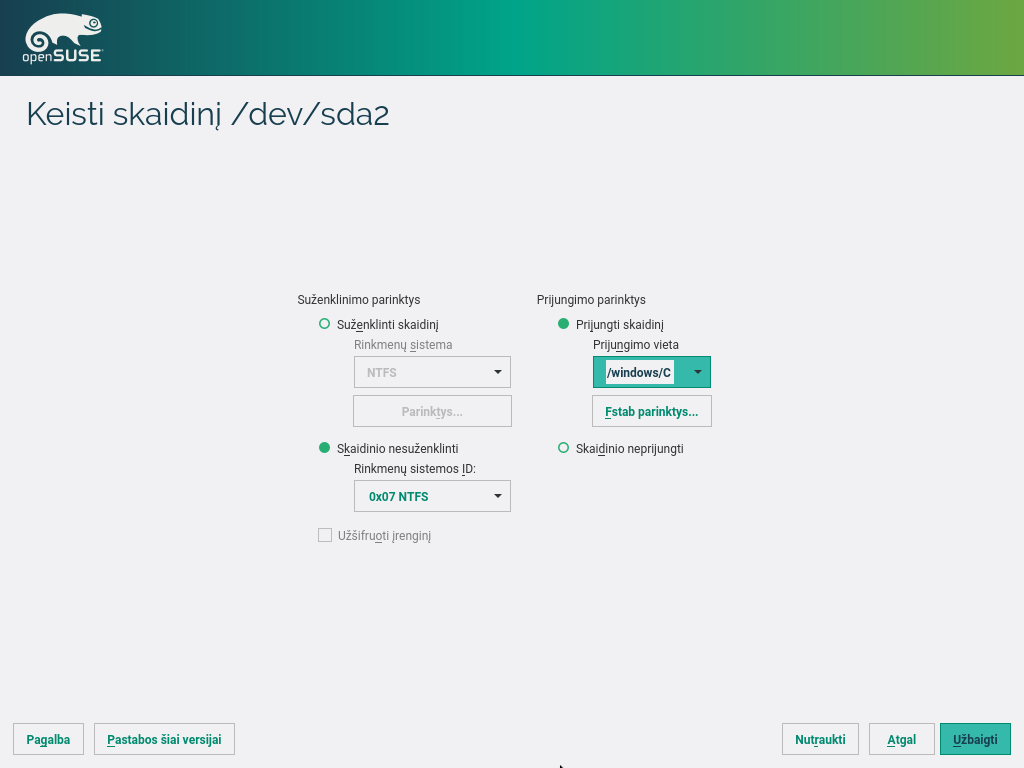 openSUSE
Keisti skaidinį /dev/sda2
Suženklinimo parinktys
Suženklinti skaidinį
Rinkmenų sistema
NTFS
Parinktys...
Skaidinio nesuženklinti
Rinkmenų sistemos ID:
0x07 NTFS
Užšifruoti įrenginį
Prijungimo parinktys
Prijungti skaidinį
Prijungimo vieta
/windows/C
Fstab parinktys...
Skaidinio neprijungti
Pagalba
Pastabos šiai versijai
Nutraukti
Atgal
Užbaigti